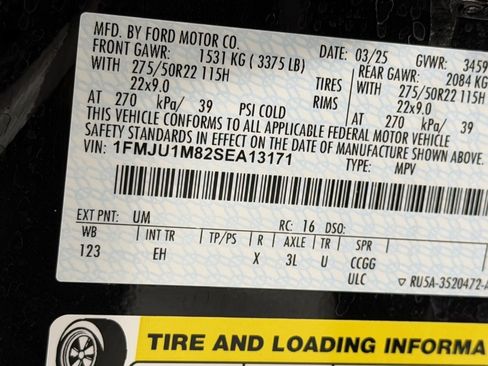 MFD. BY FORD MOTOR CO. 03/25 GVWR: 3459
FRONT GAWR: 1531 KG ( 3375 LB) REAR GAWR: 2084 KG
WITH 275/50R22 115H TIRES WITH 275/50R22 115H
22x9.0 RIMS 22x9.0
AT 270 kPa/ 39 PSI COLD AT 270 kPa/ 39
THIS VEHICLE CONFORMS TO ALL APPLICABLE FEDERAL MOTOR VEHICLE
SAFETY STANDARDS IN EFFECT ON THE DATE OF MANUFACTURE SHOWN ABOVE.
VIN: 1FMJU1M82SEA13171
TYPE: MPV
EXT PNT: UM RC: 16 DSO:
WB INT TR TP/PS R AXLE TR SPR
123 EH X 3L U CCGG
ULC RU5A-3520472-A
TIRE AND LOADING INFORMA